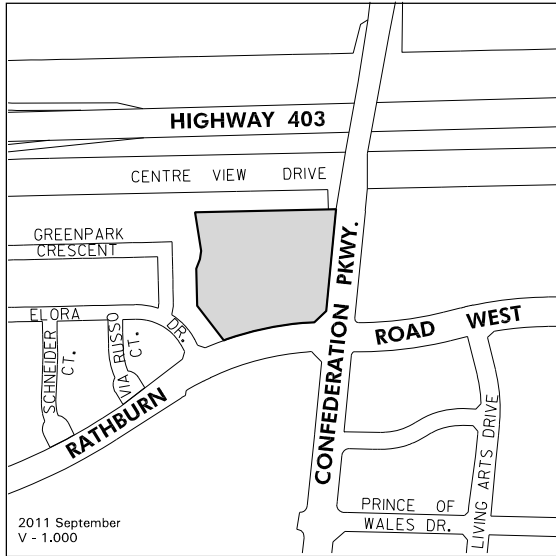 HIGHWAY 403
CENTRE VIEW DRIVE
GREENPARK
CRESCENT
CONFEDERATION PKWY.
ELORA
DR.
SCHNEIDER
CT.
VIA RUSSO
CT.
ROAD WEST
RATHBURN
LIVING ARTS DRIVE
PRINCE OF
WALES DR.
2011 September
V - 1.000